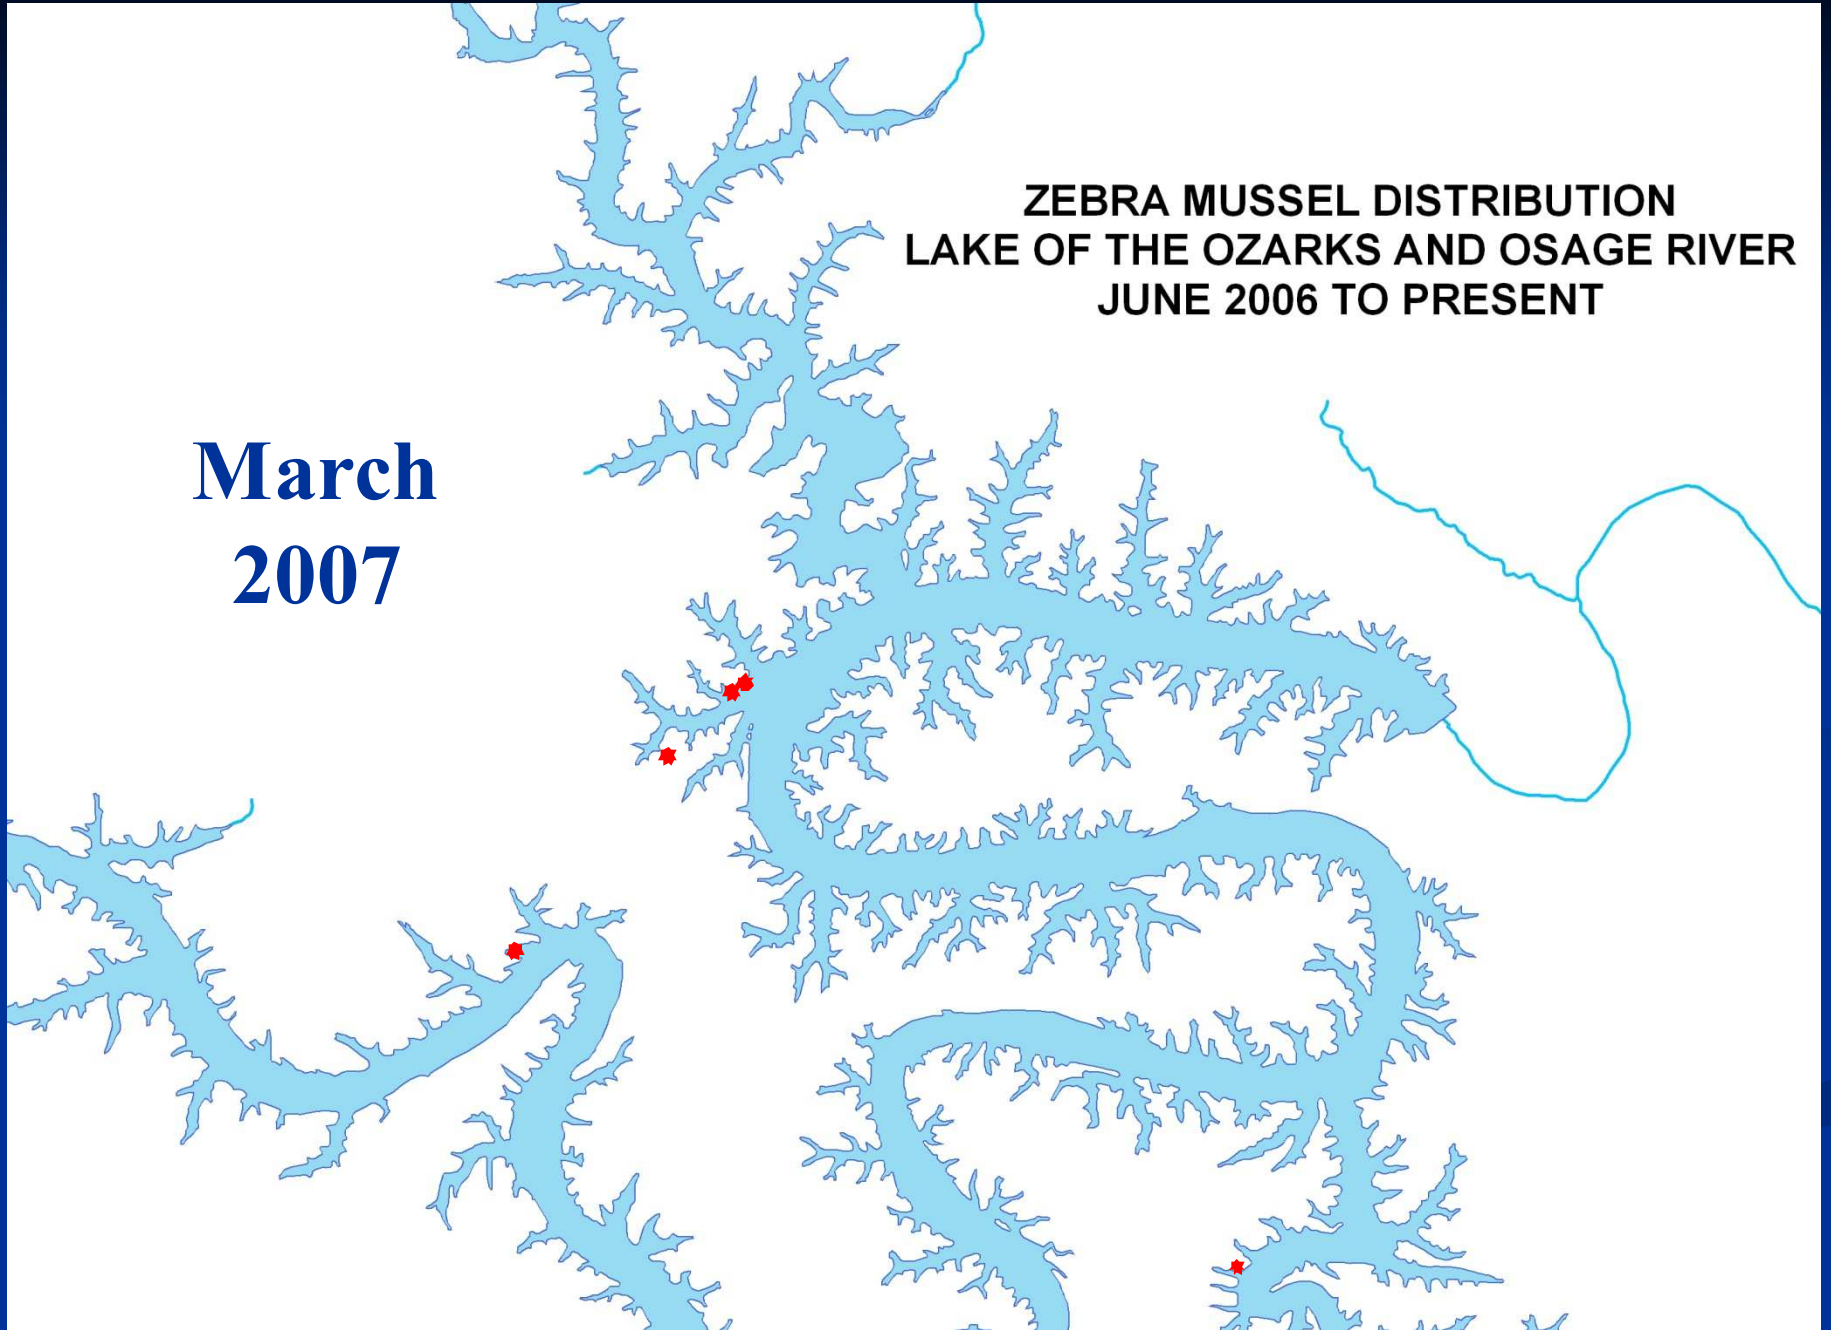 ZEBRA MUSSEL DISTRIBUTION
LAKE OF THE OZARKS AND OSAGE RIVER
JUNE 2006 TO PRESENT
March
2007